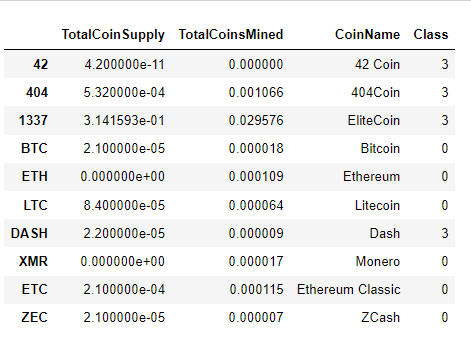 TotalCoinSupply TotalCoinsMined CoinName Class
42 4.200000e-11 0.000000 42 Coin 3
404 5.320000e-04 0.001066 404Coin 3
1337 3.141593e-01 0.029576 EliteCoin 3
BTC 2.100000e-05 0.000018 Bitcoin 0
ETH 0.000000e+00 0.000109 Ethereum 0
LTC 8.400000e-05 0.000064 Litecoin 0
DASH 2.200000e-05 0.000009 Dash 3
XMR 0.000000e+00 0.000017 Monero 0
ETC 2.100000e-04 0.000115 Ethereum Classic 0
ZEC 2.100000e-05 0.000007 ZCash 0